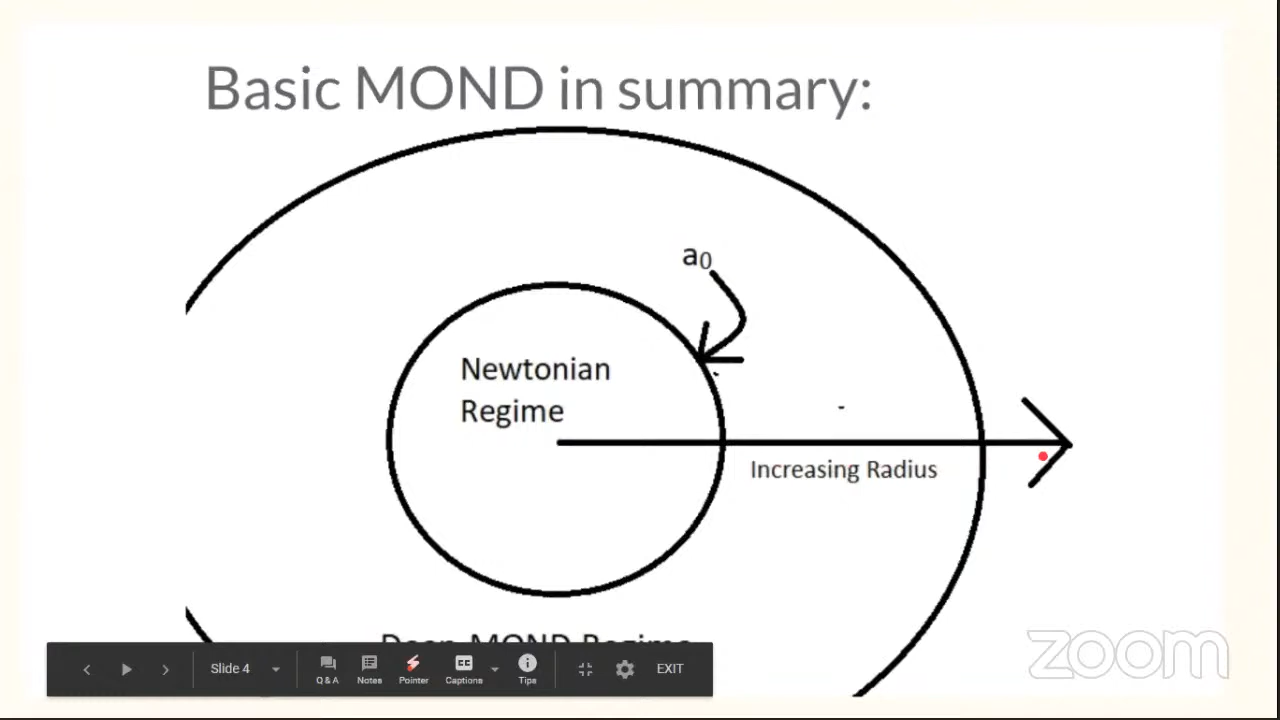 Basic MOND in summary:
a₀
Newtonian
Regime
Increasing Radius
Deep-MOND Regime
Slide 4
Q & A
Notes
Pointer
CC
Captions
Tips
EXIT
zoom